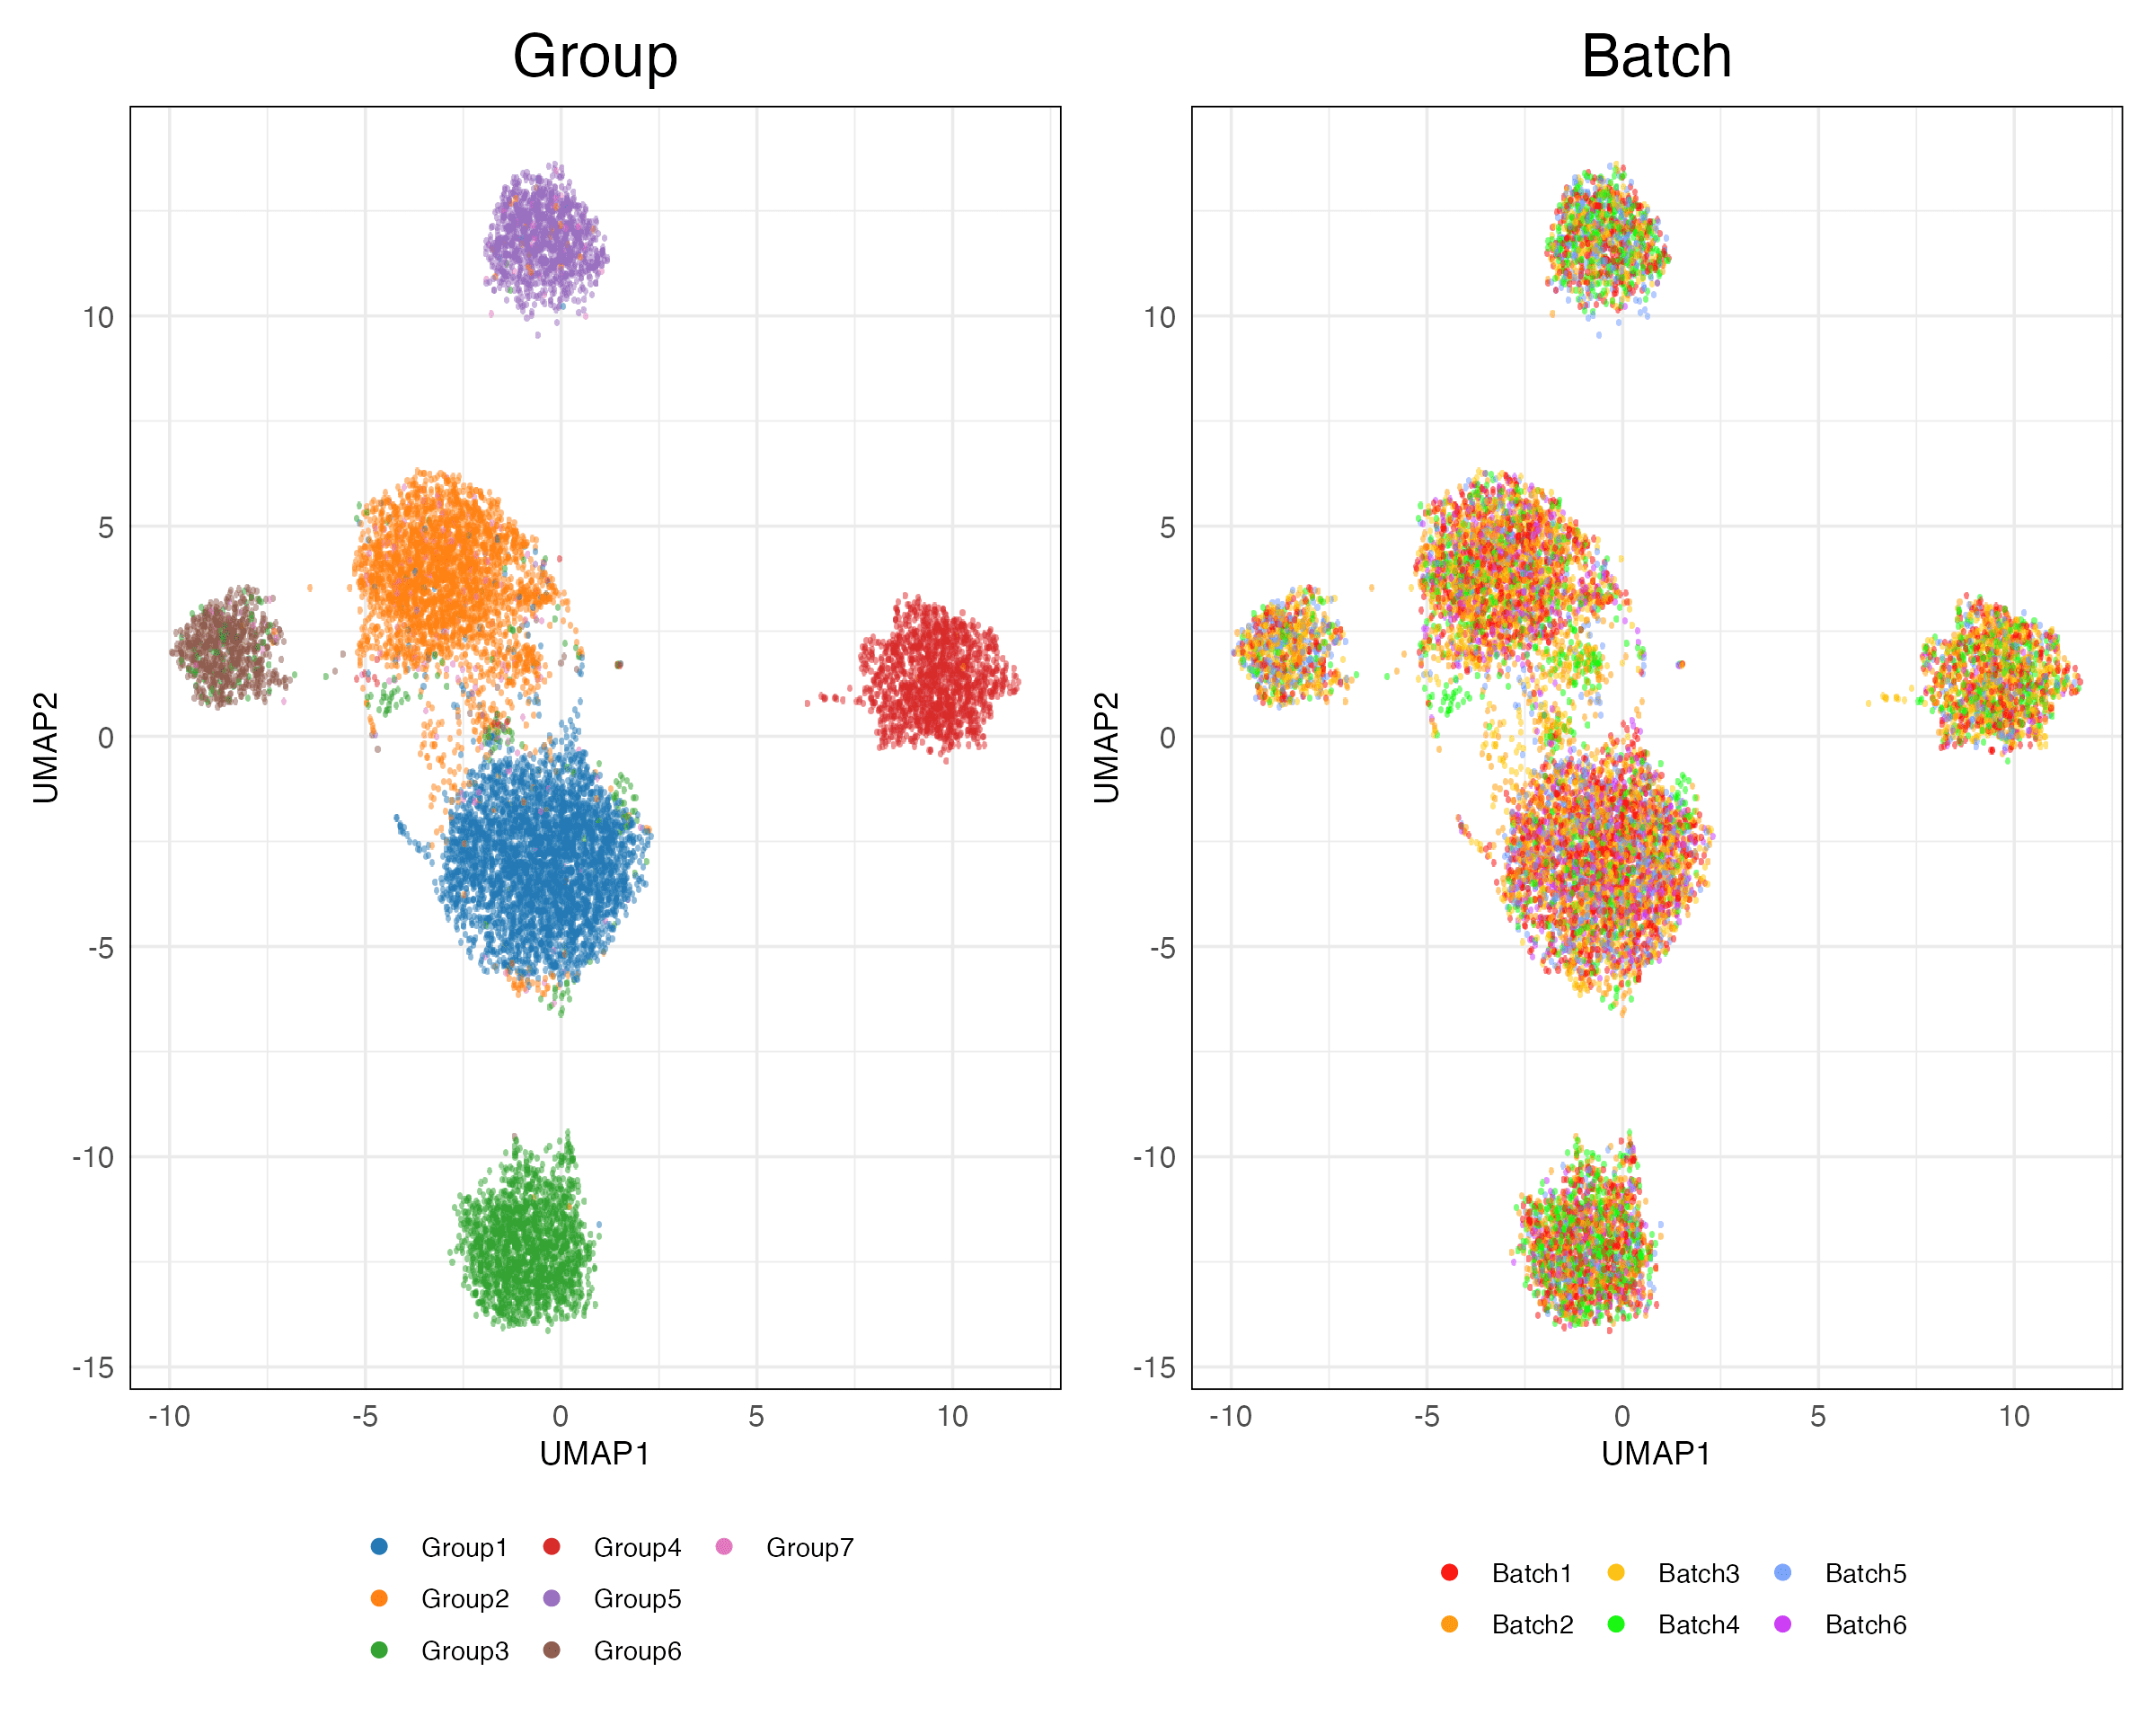 Group
Batch
UMAP2
10
5
0
-5
-10
-15
-10 -5 0 5 10
UMAP1
UMAP2
10
5
0
-5
-10
-15
-10 -5 0 5 10
UMAP1
Group1 Group4 Group7
Group2 Group5
Group3 Group6
Batch1 Batch3 Batch5
Batch2 Batch4 Batch6